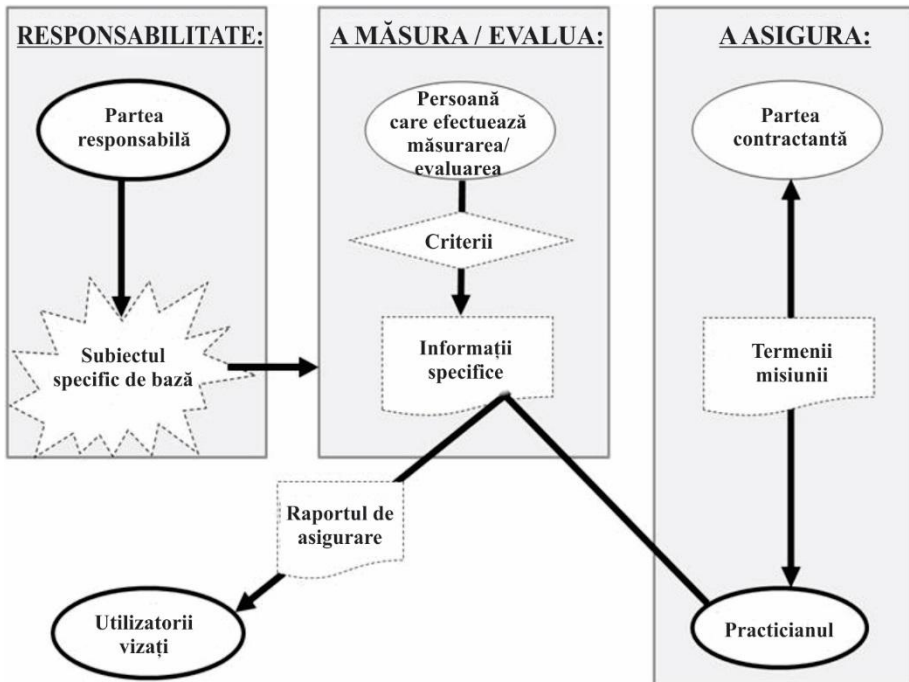 RESPONSABILITATE:
Partea
responsabilă
Subiectul
specific de bază
A MĂSURA / EVALUA:
Persoană
care efectuează
măsurarea/
evaluarea
Criterii
Informații
specifice
A ASIGURA:
Partea
contractantă
Termenii
misiunii
Practicianul
Raportul de
asigurare
Utilizatorii
vizați